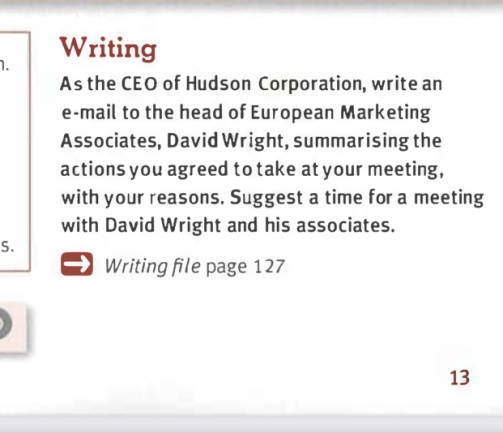 n.
Writing
As the CEO of Hudson Corporation, write an
e-mail to the head of European Marketing
Associates, David Wright, summarising the
actions you agreed to take at your meeting,
with your reasons. Suggest a time for a meeting
with David Wright and his associates.
s.
Writing file page 127
13